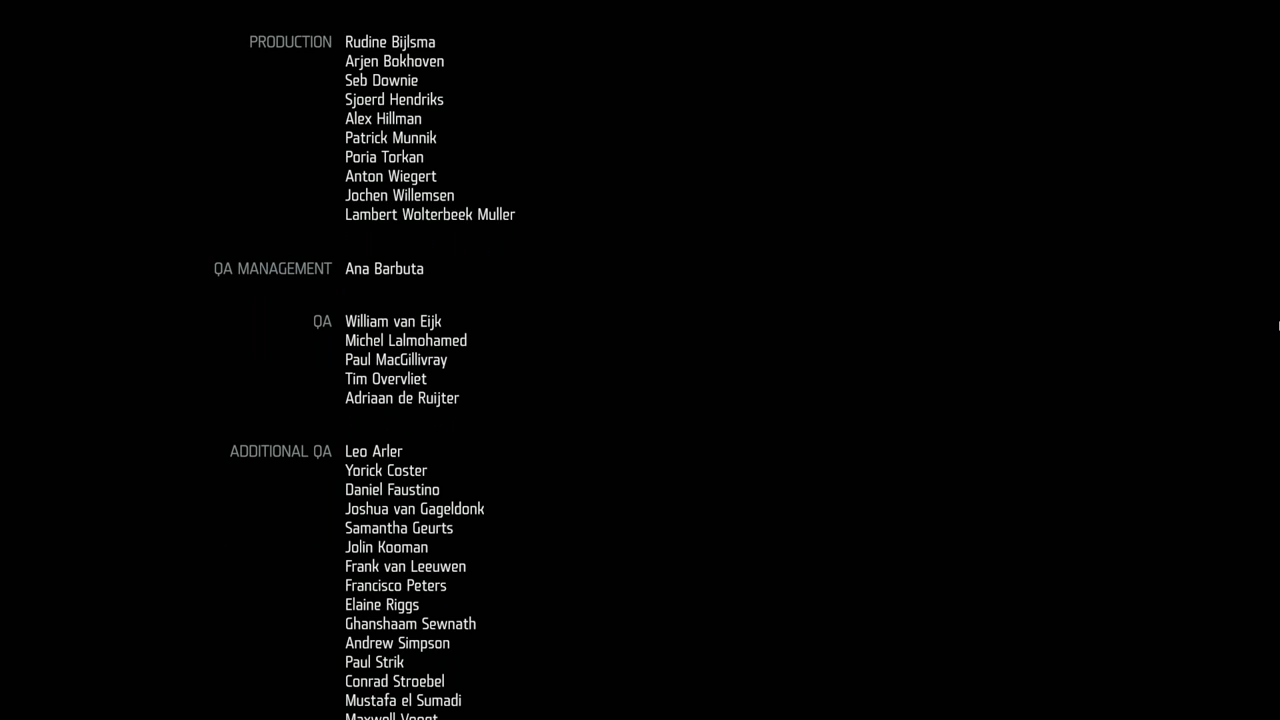 PRODUCTION Rudine Bijlsma
Arjen Bokhoven
Seb Downie
Sjoerd Hendriks
Alex Hillman
Patrick Munnik
Poria Torkan
Anton Wiegert
Jochen Willemsen
Lambert Wolterbeek Muller
QA MANAGEMENT Ana Barbuta
QA William van Eijk
Michel Lalmohamed
Paul MacGillivray
Tim Overvliet
Adriaan de Ruijter
ADDITIONAL QA Leo Arler
Yorick Coster
Daniel Faustino
Joshua van Gageldonk
Samantha Geurts
Jolin Kooman
Frank van Leeuwen
Francisco Peters
Elaine Riggs
Ghanshaam Sewnath
Andrew Simpson
Paul Strik
Conrad Stroebel
Mustafa el Sumadi
Maxwell